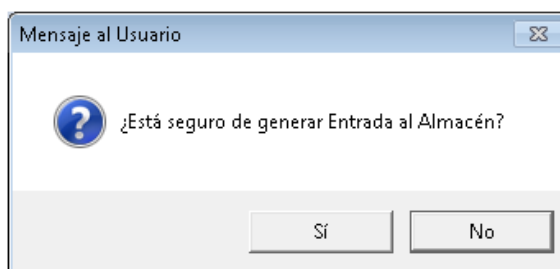 Mensaje al Usuario
¿Está seguro de generar Entrada al Almacén?
Sí
No